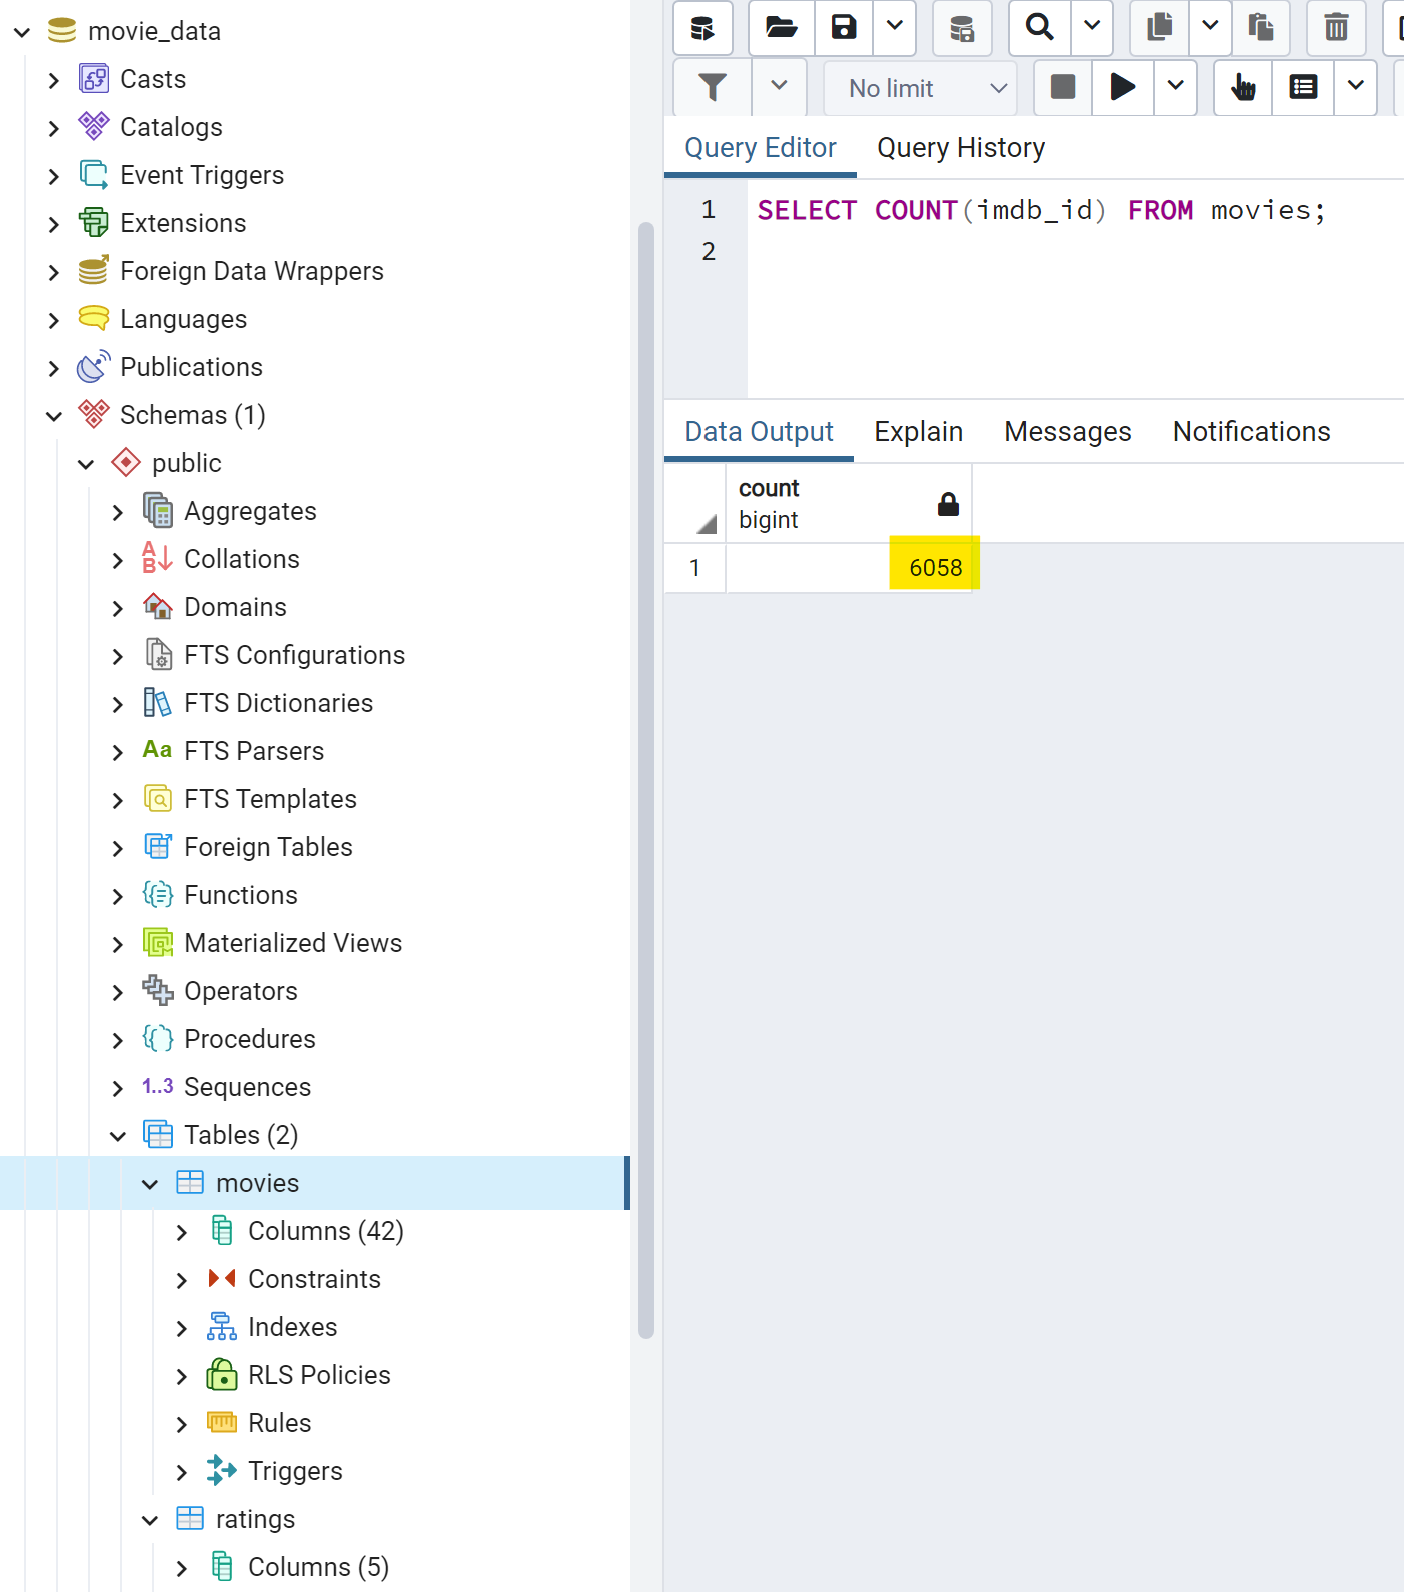 movie_data
Casts
Catalogs
Event Triggers
Extensions
Foreign Data Wrappers
Languages
Publications
Schemas (1)
public
Aggregates
Collations
Domains
FTS Configurations
FTS Dictionaries
Aa FTS Parsers
FTS Templates
Foreign Tables
Functions
Materialized Views
Operators
Procedures
1..3 Sequences
Tables (2)
movies
Columns (42)
Constraints
Indexes
RLS Policies
Rules
Triggers
ratings
Columns (5)
No limit
Query Editor Query History
1 SELECT COUNT(imdb_id) FROM movies;
2
Data Output Explain Messages Notifications
count
bigint
1 6058